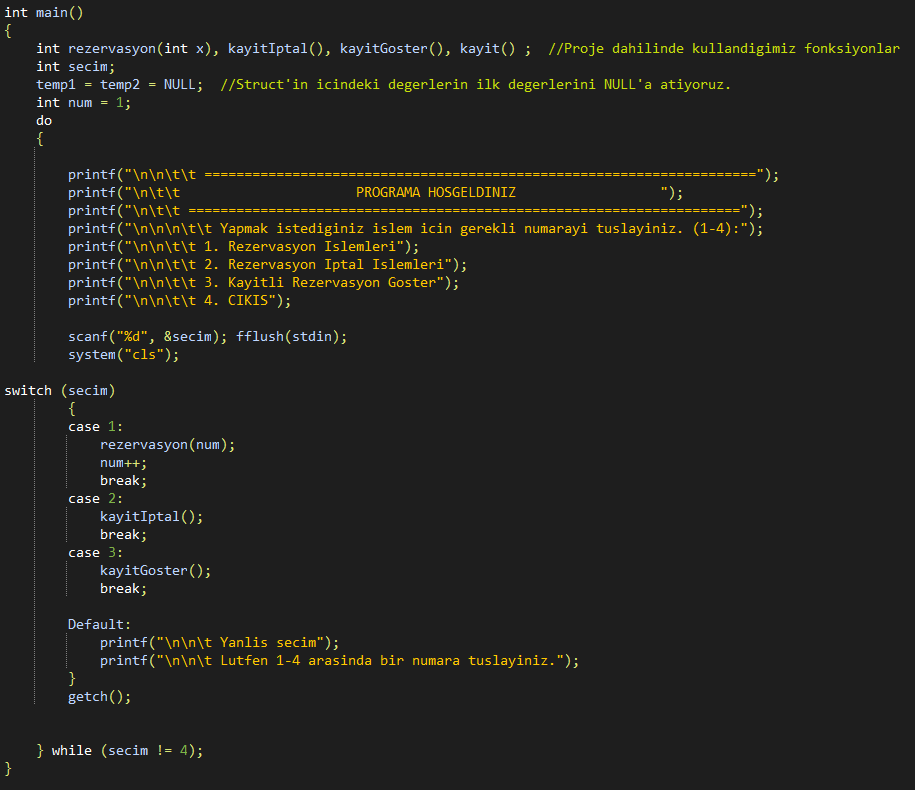 int main()
{
    int rezervasyon(int x), kayitIptal(), kayitGoster(), kayit() ;  //Proje dahilinde kullandigimiz fonksiyonlar
    int secim;
    temp1 = temp2 = NULL;  //Struct'in icindeki degerlerin ilk degerlerini NULL'a atiyoruz.
    int num = 1;
    do
    {
        printf("\n\n\t\t =====================================================================");
        printf("\n\t\t                      PROGRAMA HOSGELDINIZ                  ");
        printf("\n\t\t =====================================================================");
        printf("\n\n\n\t\t Yapmak istediginiz islem icin gerekli numarayi tuslayiniz. (1-4):");
        printf("\n\n\t\t 1. Rezervasyon Islemleri");
        printf("\n\n\t\t 2. Rezervasyon Iptal Islemleri");
        printf("\n\n\t\t 3. Kayitli Rezervasyon Goster");
        printf("\n\n\t\t 4. CIKIS");
        scanf("%d", &secim); fflush(stdin);
        system("cls");
switch (secim)
        {
        case 1:
            rezervasyon(num);
            num++;
            break;
        case 2:
            kayitIptal();
            break;
        case 3:
            kayitGoster();
            break;
        Default:
            printf("\n\n\t Yanlis secim");
            printf("\n\n\t Lutfen 1-4 arasinda bir numara tuslayiniz.");
        }
        getch();
    } while (secim != 4);
}